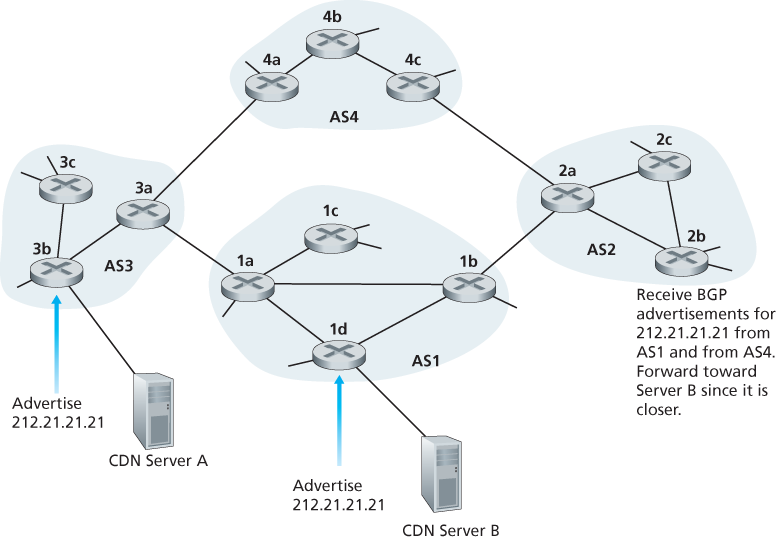 4b
4a
4c
AS4
3c
3a
2c
2a
1c
3b
AS3
2b
AS2
1a
1b
Receive BGP
advertisements for
212.21.21.21 from
AS1 and from AS4.
Forward toward
Server B since it is
closer.
1d
AS1
Advertise
212.21.21.21
CDN Server A
Advertise
212.21.21.21
CDN Server B